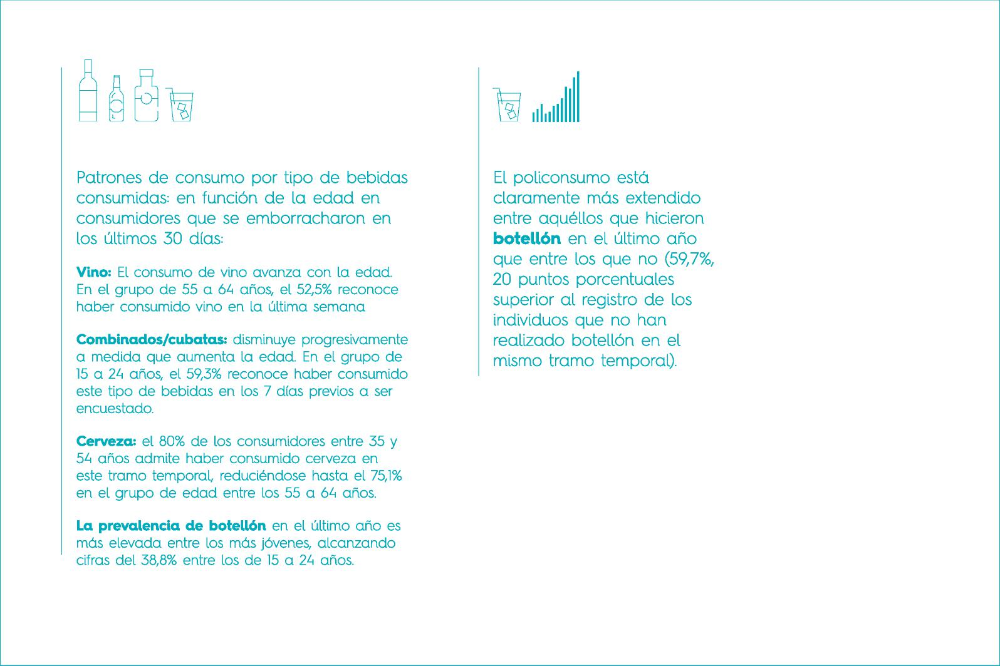 Patrones de consumo por tipo de bebidas
consumidas: en función de la edad en
consumidores que se emborracharon en
los últimos 30 días:
Vino: El consumo de vino avanza con la edad.
En el grupo de 55 a 64 años, el 52,5% reconoce
haber consumido vino en la última semana
Combinados/cubatas: disminuye progresivamente
a medida que aumenta la edad. En el grupo de
15 a 24 años, el 59,3% reconoce haber consumido
este tipo de bebidas en los 7 días previos a ser
encuestado.
Cerveza: el 80% de los consumidores entre 35 y
54 años admite haber consumido cerveza en
este tramo temporal, reduciéndose hasta el 75,1%
en el grupo de edad entre los 55 a 64 años.
La prevalencia de botellón en el último año es
más elevada entre los más jóvenes, alcanzando
cifras del 38,8% entre los de 15 a 24 años.
El policonsumo está
claramente más extendido
entre aquéllos que hicieron
botellón en el último año
que entre los que no (59,7%,
20 puntos porcentuales
superior al registro de los
individuos que no han
realizado botellón en el
mismo tramo temporal).